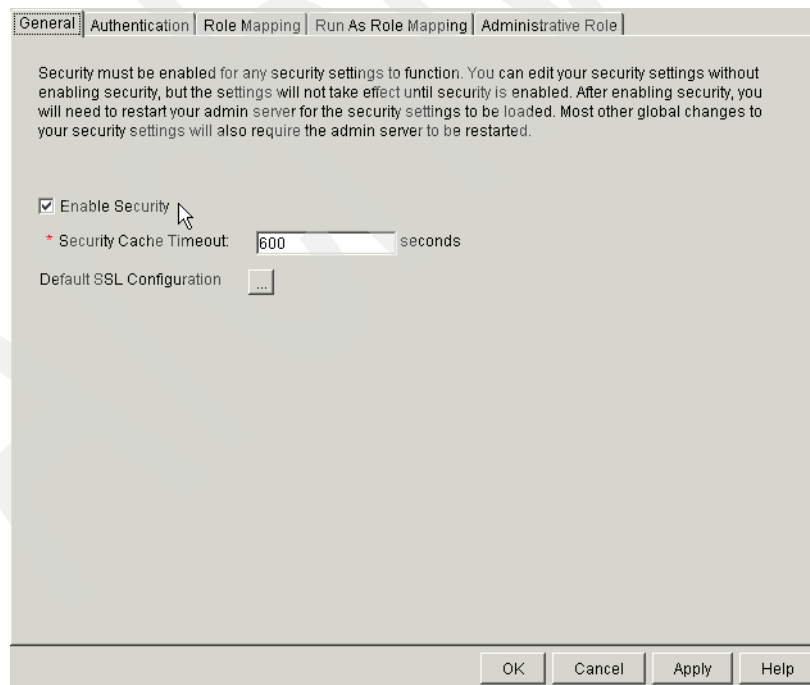 General Authentication Role Mapping Run As Role Mapping Administrative Role
Security must be enabled for any security settings to function. You can edit your security settings without
enabling security, but the settings will not take effect until security is enabled. After enabling security, you
will need to restart your admin server for the security settings to be loaded. Most other global changes to
your security settings will also require the admin server to be restarted.
Enable Security
* Security Cache Timeout: 600 seconds
Default SSL Configuration ...
OK Cancel Apply Help